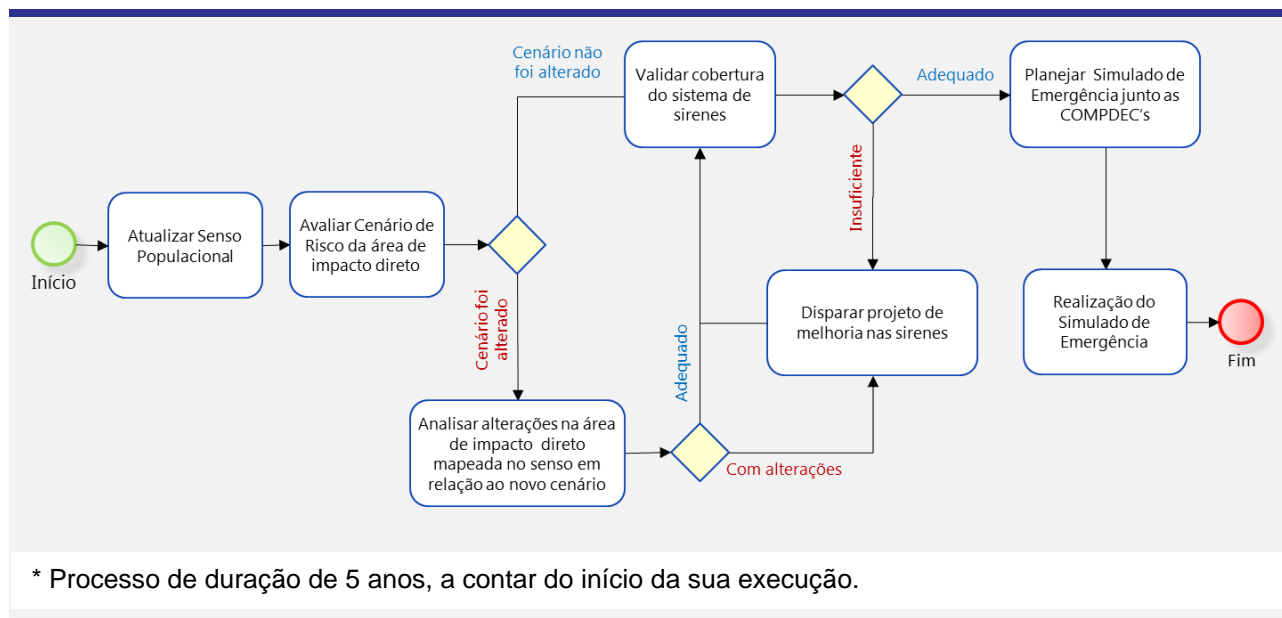 Início
Atualizar Senso
Populacional
Avaliar Cenário de
Risco da área de
impacto direto
Cenário não
foi alterado
Cenário foi
alterado
Validar cobertura
do sistema de
sirenes
Adequado
Insuficiente
Planejar Simulado de
Emergência junto as
COMPDEC's
Realização do
Simulado de
Emergência
Fim
Disparar projeto de
melhoria nas sirenes
Analisar alterações na área
de impacto direto
mapeada no senso em
relação ao novo cenário
Adequado
Com alterações
* Processo de duração de 5 anos, a contar do início da sua execução.